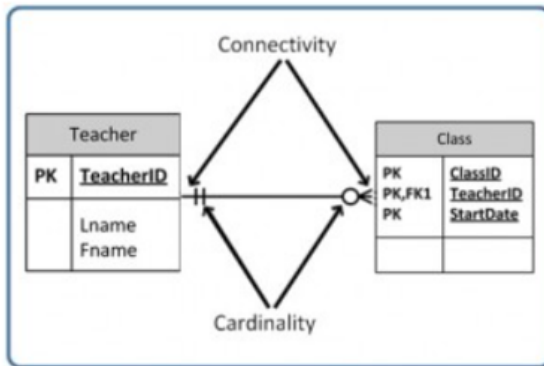 Connectivity
Teacher
PK TeacherID
Lname
Fname
Class
PK ClassID
PK,FK1 TeacherID
PK StartDate
Cardinality